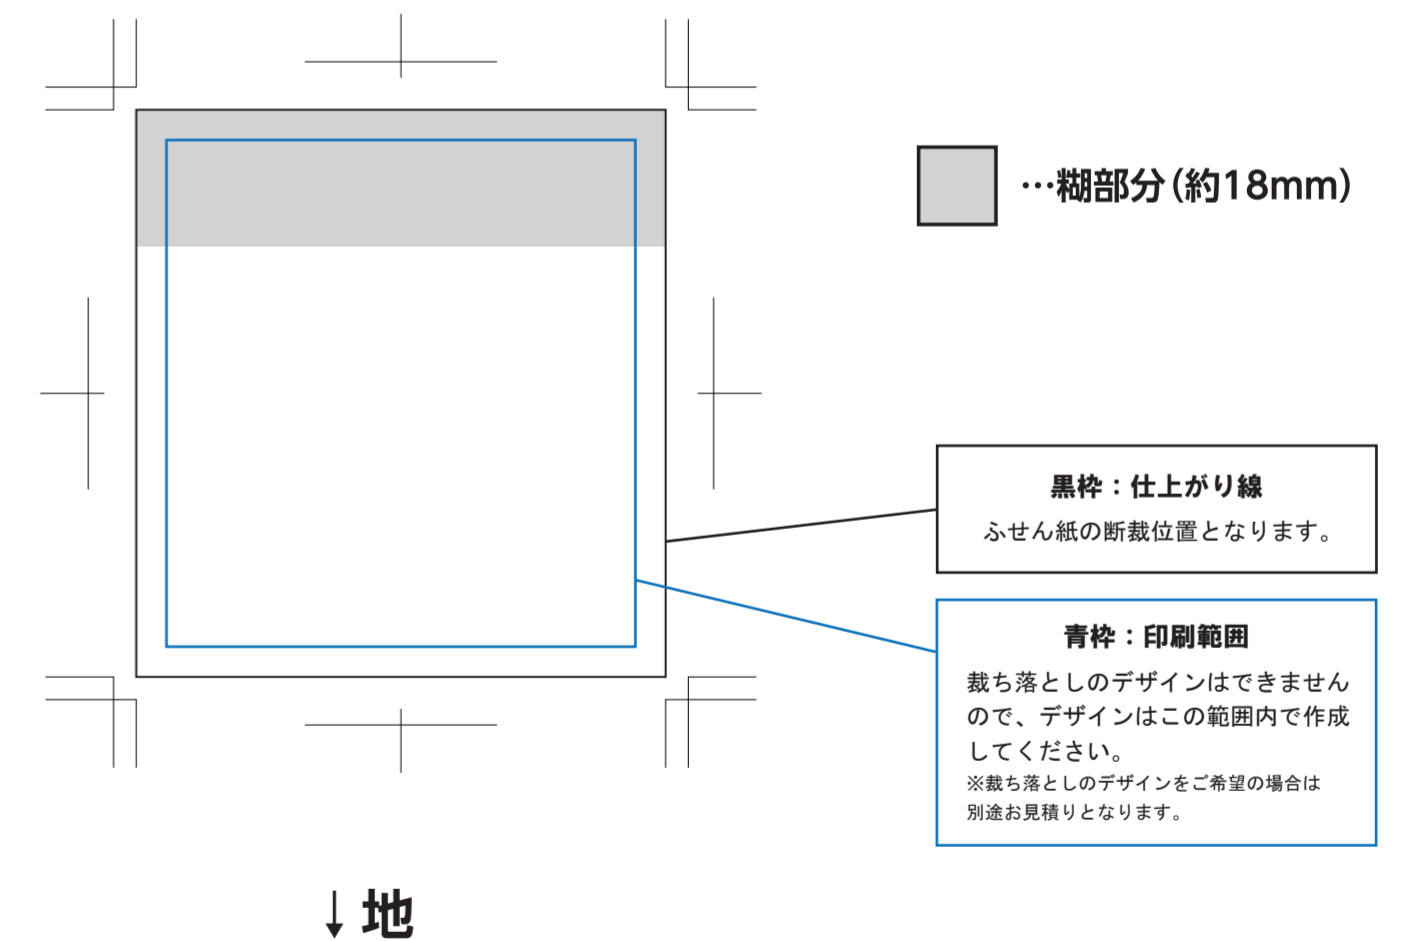 …糊部分(約18mm)
黒枠：仕上がり線
ふせん紙の断裁位置となります。
青枠：印刷範囲
裁ち落としのデザインはできません
ので、デザインはこの範囲内で作成
してください。
※裁ち落としのデザインをご希望の場合は
別途お見積りとなります。
↓地